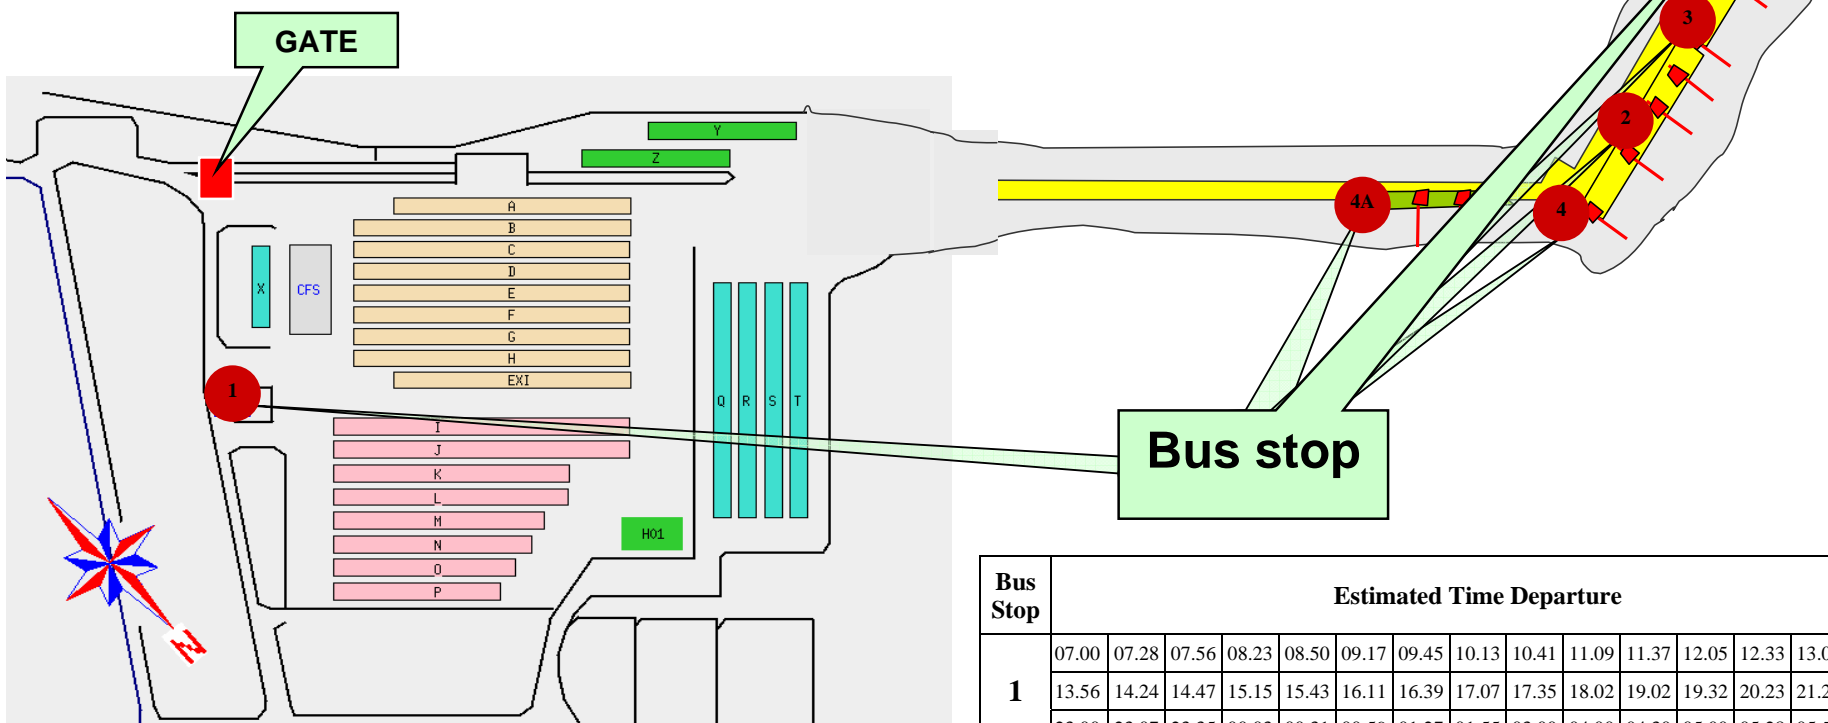 GATE
3
2
4A
4
Y
Z
A
B
C
D
E
F
G
H
EXI
X
CFS
1
I
J
K
L
M
N
O
P
Q R S T
H01
N
Bus stop
Bus Stop
Estimated Time Departure
1
07.00 07.28 07.56 08.23 08.50 09.17 09.45 10.13 10.41 11.09 11.37 12.05 12.33
13.56 14.24 14.47 15.15 15.43 16.11 16.39 17.07 17.35 18.02 19.02 19.32 20.23